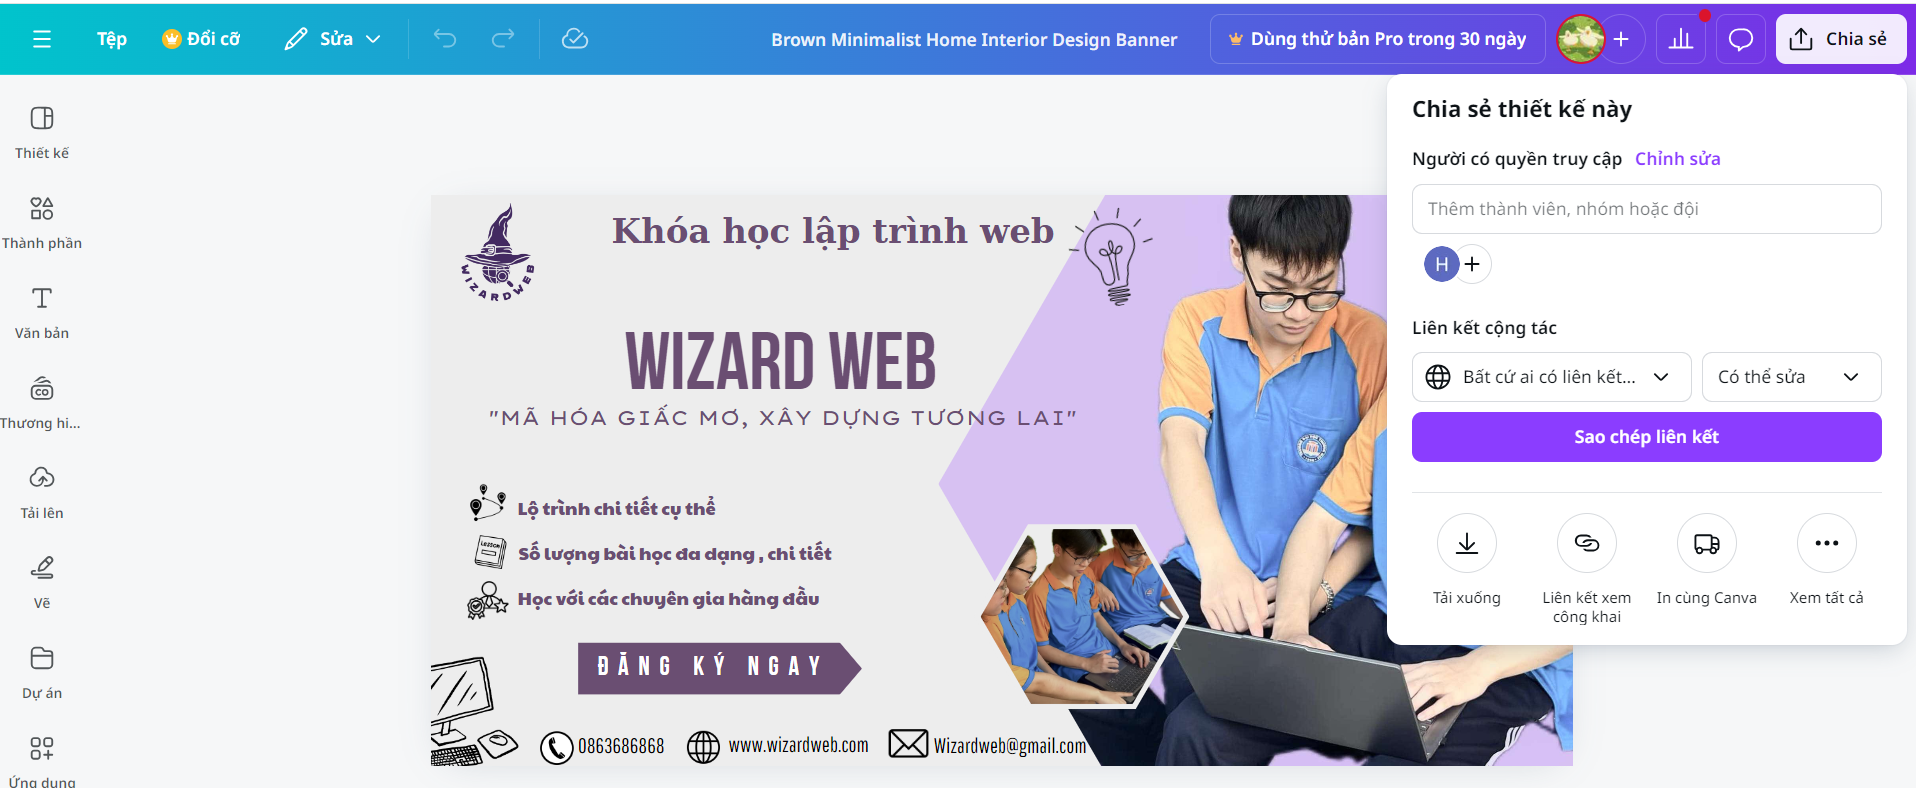 Tệp
Đổi cỡ
Sửa
Brown Minimalist Home Interior Design Banner
Dùng thử bản Pro trong 30 ngày
Chia sẻ
Thiết kế
Thành phần
Văn bản
Thương hi...
Tải lên
Vẽ
Dự án
Ứng dụng
WIZARDWEB
Khóa học lập trình web
WIZARD WEB
"MÃ HÓA GIẤC MƠ, XÂY DỰNG TƯƠNG LAI"
Lộ trình chi tiết cụ thể
LESSON
Số lượng bài học đa dạng , chi tiết
Học với các chuyên gia hàng đầu
ĐĂNG KÝ NGAY
0863686868
www.wizardweb.com
Wizardweb@gmail.com
Chia sẻ thiết kế này
Người có quyền truy cập Chỉnh sửa
Thêm thành viên, nhóm hoặc đội
H
Liên kết cộng tác
Bất cứ ai có liên kết...
Có thể sửa
Sao chép liên kết
Tải xuống
Liên kết xem
công khai
In cùng Canva
Xem tất cả